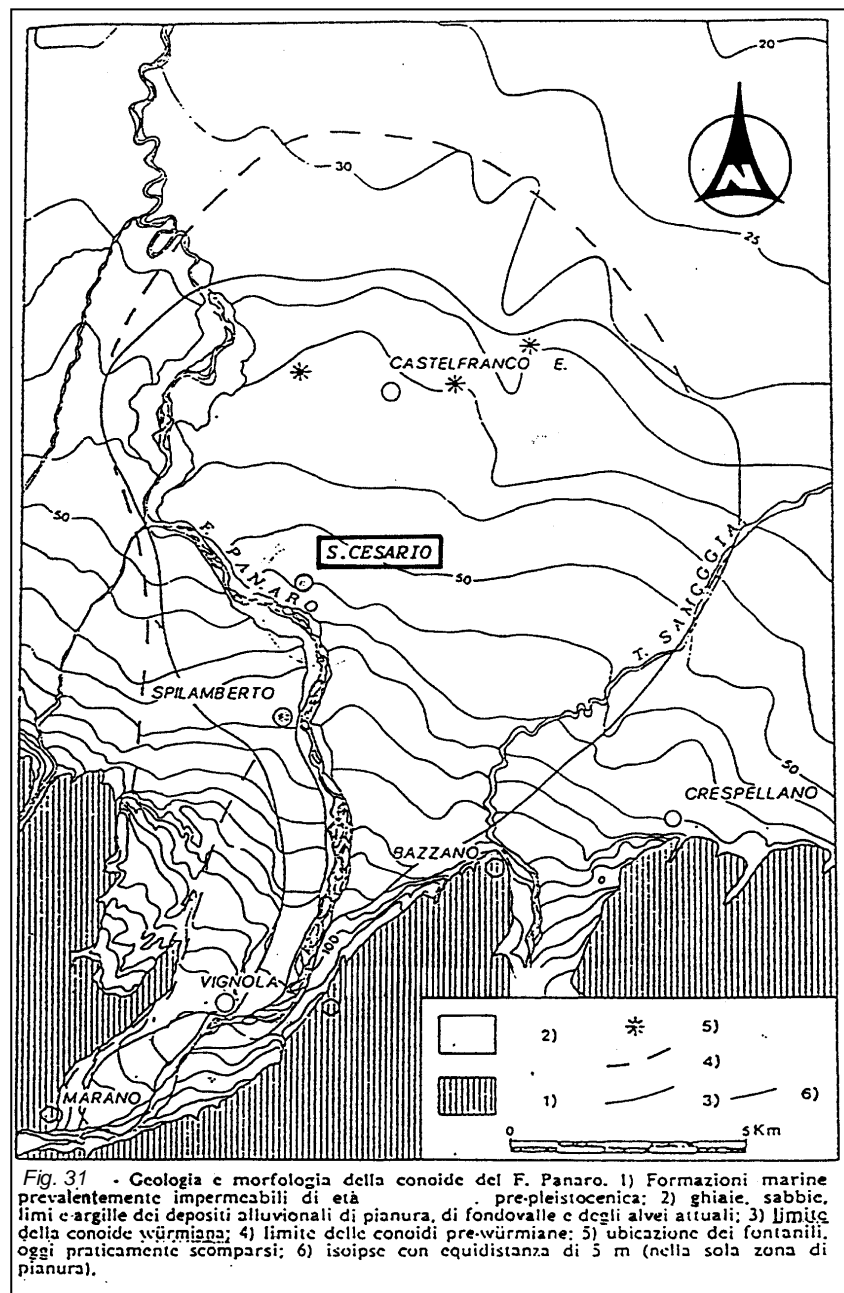 20
30
N
25
CASTELFRANCO E.
50
F. PANARO
S.CESARIO
50
T. SAMOGGIA
SPILAMBERTO
50
CRESPELLANO
BAZZANO
100
VIGNOLA
MARANO
2) 5)
4)
1) 3) 6)
0 5 Km
Fig. 31 - Geologia e morfologia della conoide del F. Panaro. 1) Formazioni marine
prevalentemente impermeabili di età . pre-pleistocenica; 2) ghiaie, sabbie,
limi e argille dei depositi alluvionali di pianura, di fondovalle e degli alvei attuali; 3) limite
della conoide würmiana; 4) limite delle conoidi pre-würmiane; 5) ubicazione dei fontanili,
oggi praticamente scomparsi; 6) isoipse con equidistanza di 5 m (nella sola zona di
pianura).